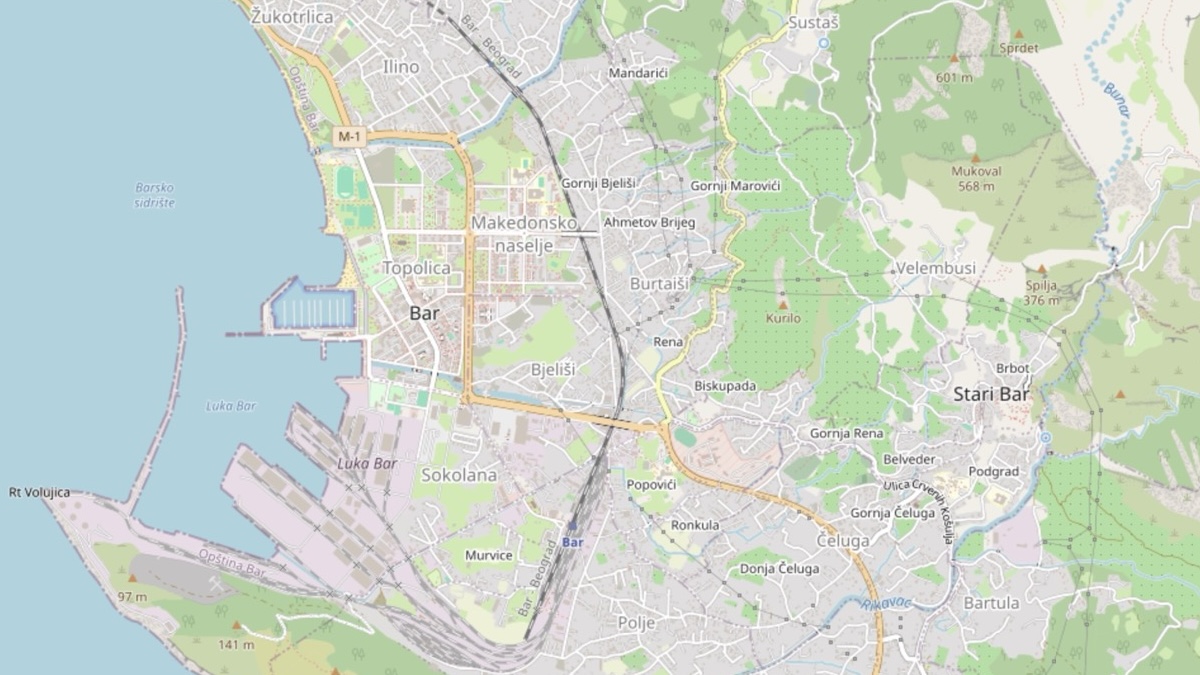 Žukotrlica
Sustaš
Bar - Beograd
Sprdet
Ilino
Mandarići
601 m
Opština Bar
Bunar
M-1
Mukoval
568 m
Gornji Bjeliši
Gornji Marovići
Barsko
sidrište
Makedonsko
naselje
Ahmetov Brijeg
Topolica
Velembusi
Burtaiši
Spilja
376 m
Bar
Kurilo
Rena
Bjeliši
Brbot
Biskupada
Stari Bar
Luka Bar
Gornja Rena
Luka Bar
Belveder
Sokolana
Podgrad
Popovići
Ulica Crvenih Košulja
Rt Volujica
Gornja Čeluga
Ronkula
Bar
Čeluga
Murvice
Opština Bar
Donja Čeluga
Bar - Beograd
97 m
Rikavac
Bartula
Polje
141 m